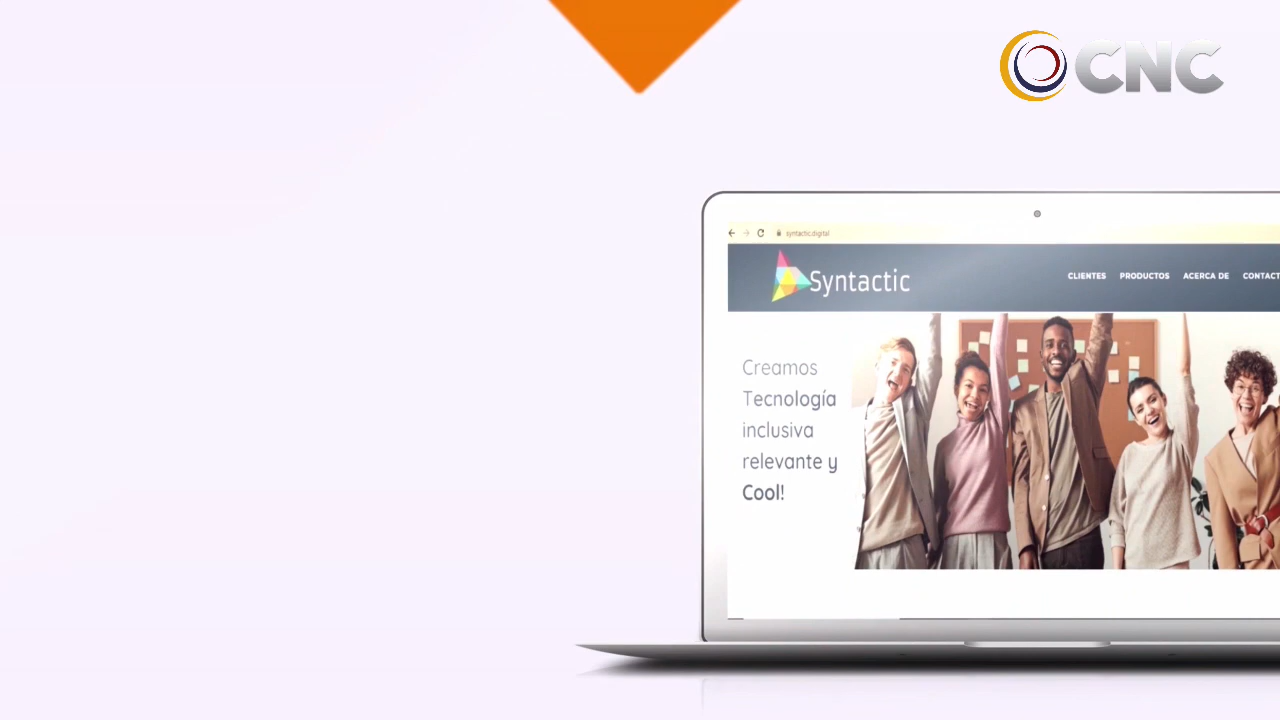 CNC
syntactic.digital
Syntactic
CLIENTES PRODUCTOS ACERCA DE CONTACT
Creamos
Tecnología
inclusiva
relevante y
Cool!